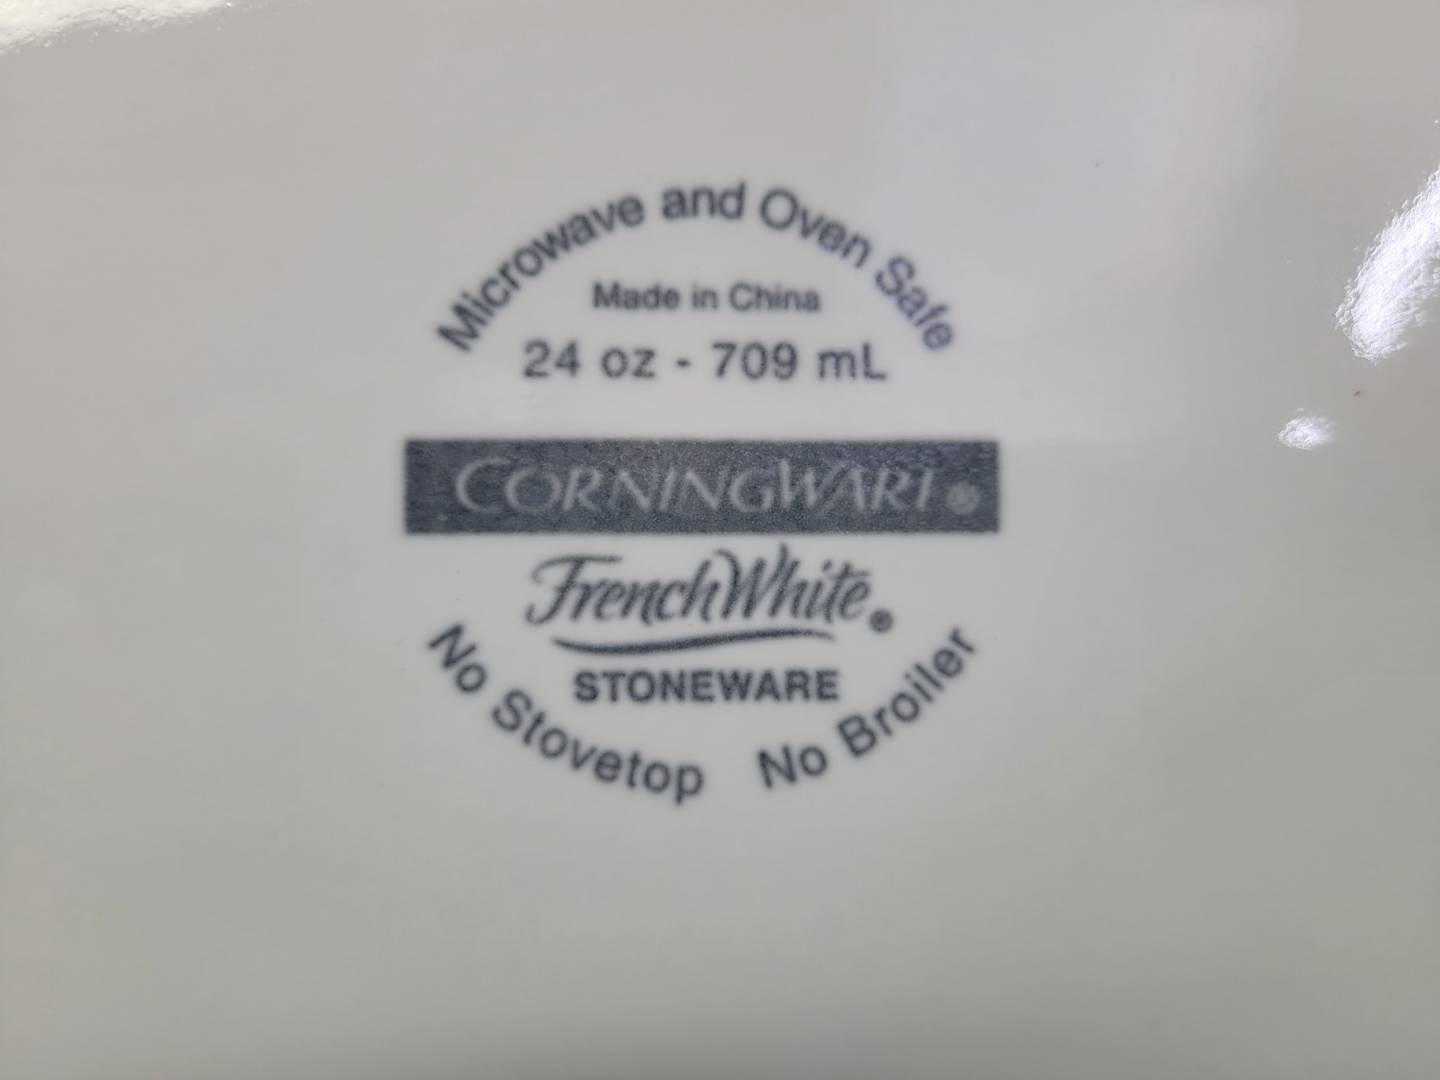 Microwave and Oven Safe
Made in China
24 oz - 709 mL
CORNINGWARE®
FrenchWhite®
STONEWARE
No Stovetop No Broiler